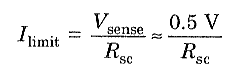 I_limit = V_sense / R_sc ≈ 0.5 V / R_sc